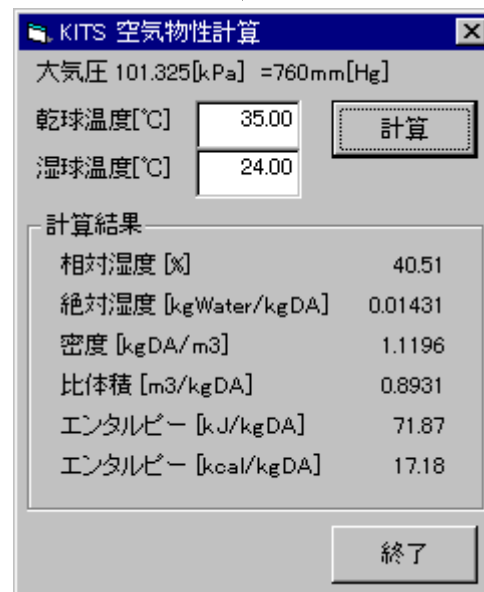 KITS 空気物性計算
大気圧 101.325[kPa] =760mm[Hg]
乾球温度[℃] 35.00 計算
湿球温度[℃] 24.00
計算結果
相対湿度 [%] 40.51
絶対湿度 [kgWater/kgDA] 0.01431
密度 [kgDA/m3] 1.1196
比体積 [m3/kgDA] 0.8931
エンタルピー [kJ/kgDA] 71.87
エンタルピー [kcal/kgDA] 17.18
終了